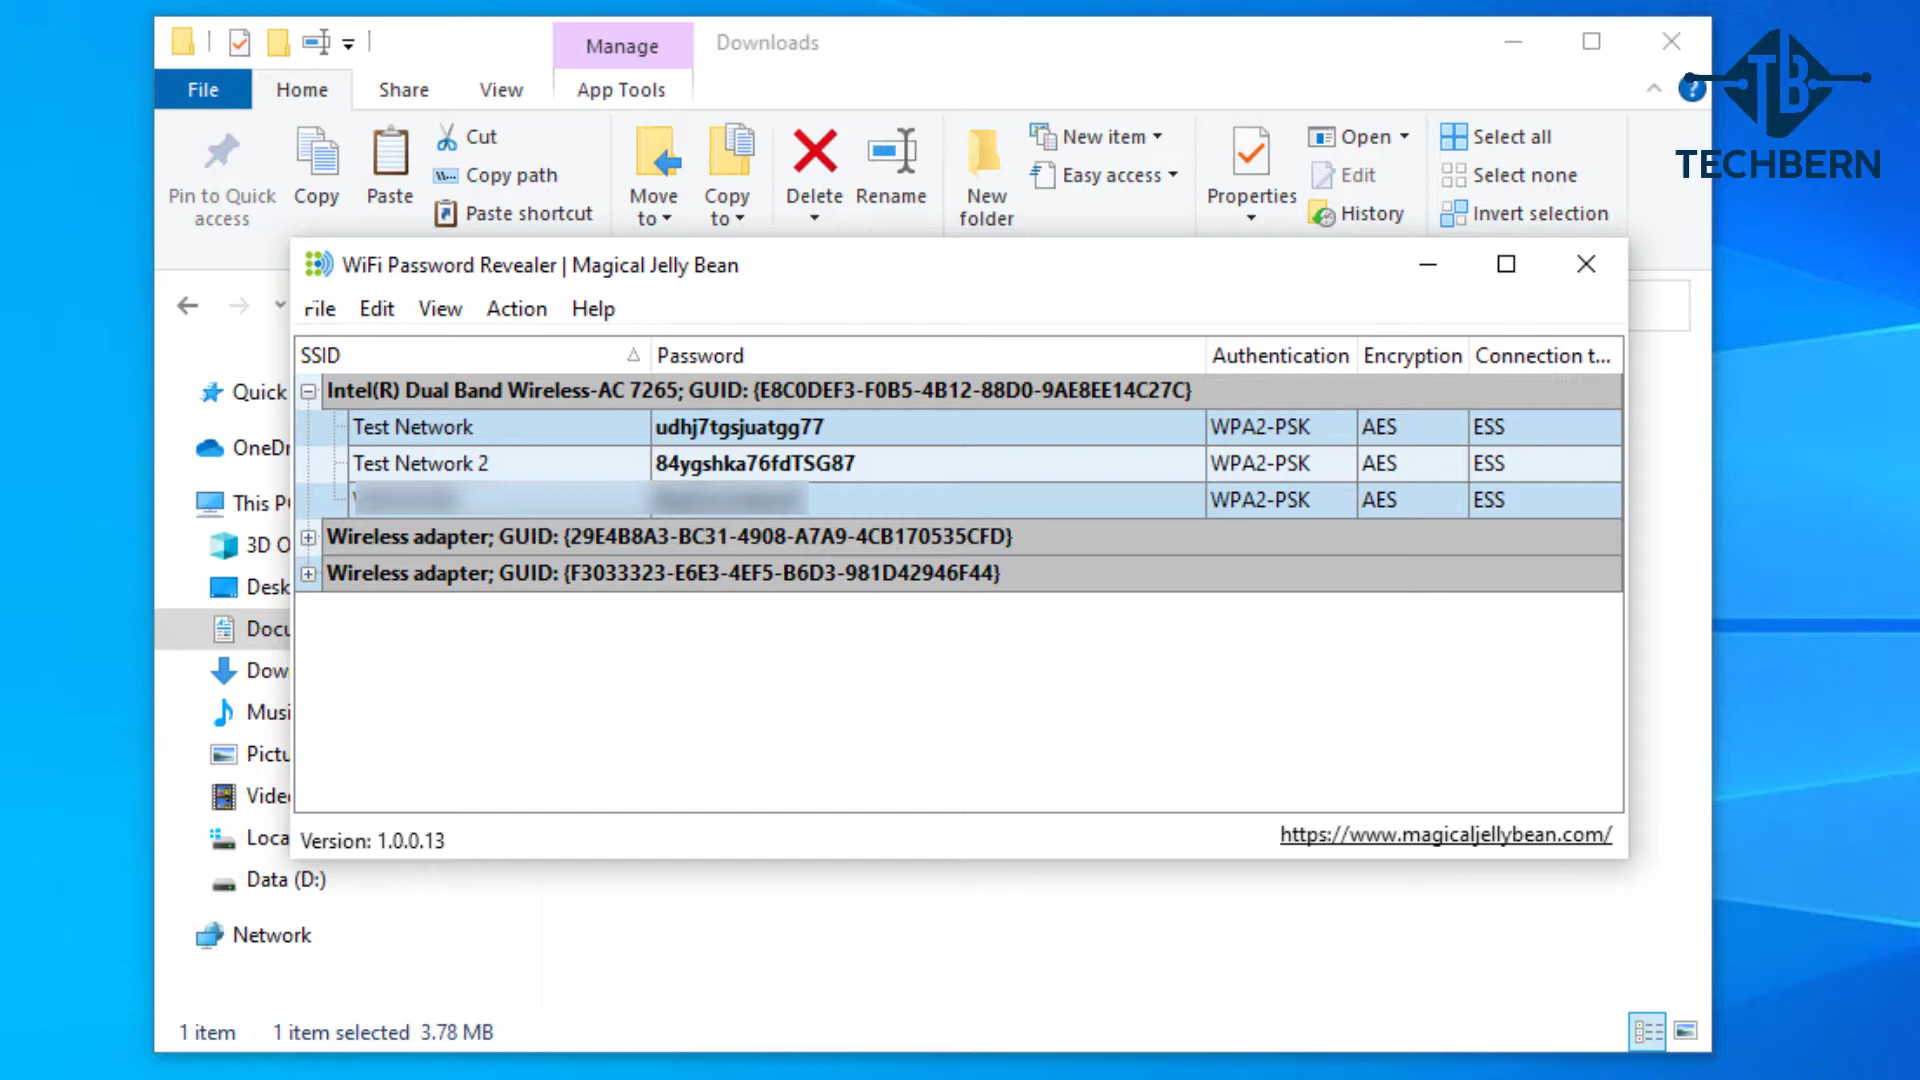 Manage
Downloads
File
Home
Share
View
App Tools
TB
TECHBERN
Pin to Quick access
Copy
Paste
Cut
Copy path
Paste shortcut
Move to
Copy to
Delete
Rename
New folder
New item
Easy access
Properties
Open
Edit
History
Select all
Select none
Invert selection
WiFi Password Revealer | Magical Jelly Bean
File Edit View Action Help
SSID Password Authentication Encryption Connection t...
Intel(R) Dual Band Wireless-AC 7265; GUID: {E8C0DEF3-F0B5-4B12-88D0-9AE8EE14C27C}
Test Network udhj7tgsjuatgg77 WPA2-PSK AES ESS
Test Network 2 84ygshka76fdTSG87 WPA2-PSK AES ESS
WPA2-PSK AES ESS
Wireless adapter; GUID: {29E4B8A3-BC31-4908-A7A9-4CB170535CFD}
Wireless adapter; GUID: {F3033323-E6E3-4EF5-B6D3-981D42946F44}
Version: 1.0.0.13
https://www.magicaljellybean.com/
Quick
OneDr
This P
3D O
Desk
Docu
Dow
Musi
Pictu
Vide
Loca
Data (D:)
Network
1 item
1 item selected 3.78 MB